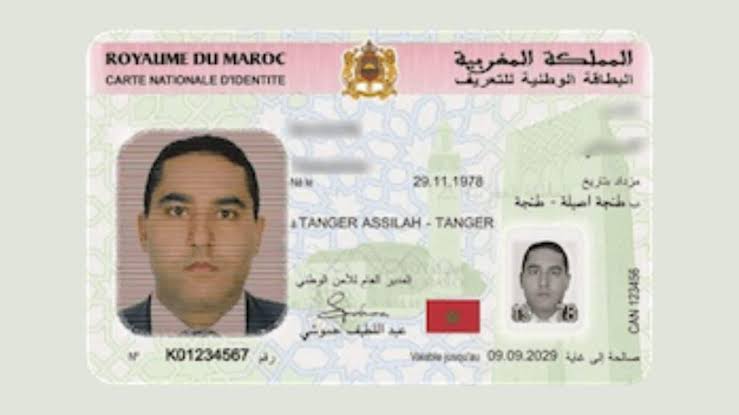 ROYAUME DU MAROC
المملكة المغربية
CARTE NATIONALE D'IDENTITE
البطاقة الوطنية للتعريف
Né le 29.11.1978 مزداد بتاريخ
à TANGER ASSILAH - TANGER
ب طنجة أصيلة - طنجة
المدير العام للأمن الوطني
عبد اللطيف حموشي
CAN 123456
N° K01234567 رقم
Valable jusqu'au 09.09.2029 صالحة إلى غاية